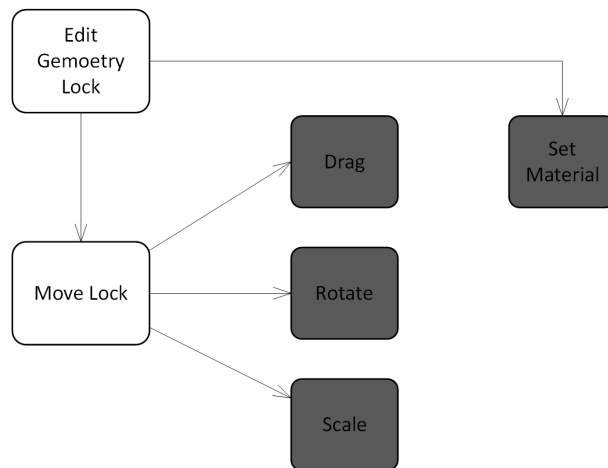 Edit
Gemoetry
Lock
Drag
Set
Material
Move Lock
Rotate
Scale